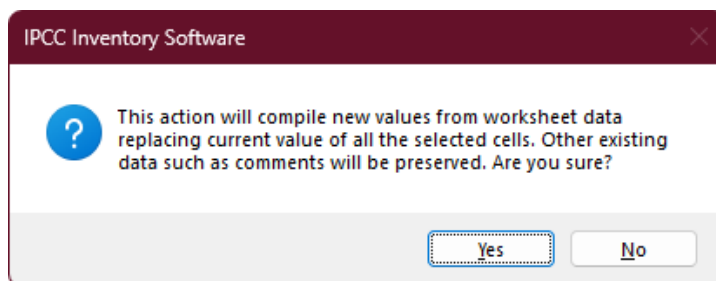 IPCC Inventory Software
This action will compile new values from worksheet data
replacing current value of all the selected cells. Other existing
data such as comments will be preserved. Are you sure?
Yes
No